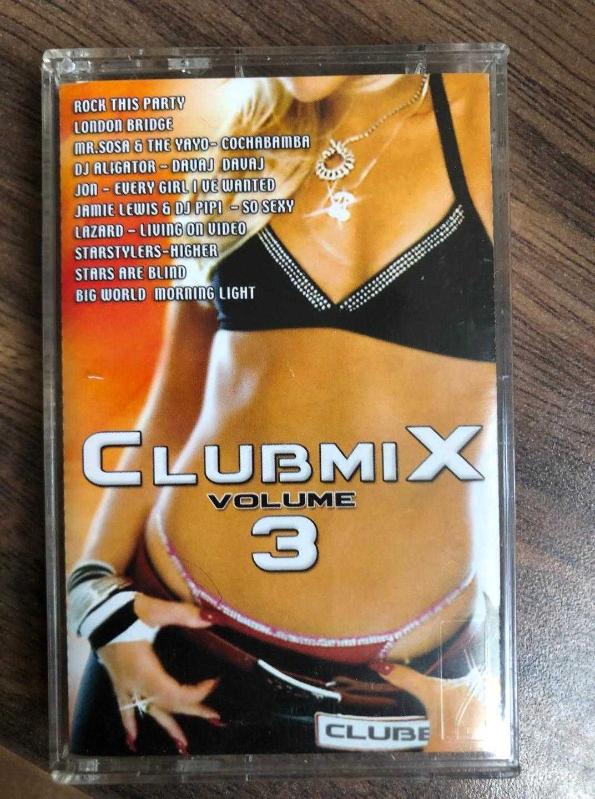 ROCK THIS PARTY
LONDON BRIDGE
MR.SOSA & THE YAYO- COCHABAMBA
DJ ALIGATOR - DAVAJ DAVAJ
JON - EVERY GIRL I VE WANTED
JAMIE LEWIS & DJ PIPI - SO SEXY
LAZARD - LIVING ON VIDEO
STARSTYLERS-HIGHER
STARS ARE BLIND
BIG WORLD MORNING LIGHT
CLUBMIX
VOLUME
3
CLUBE